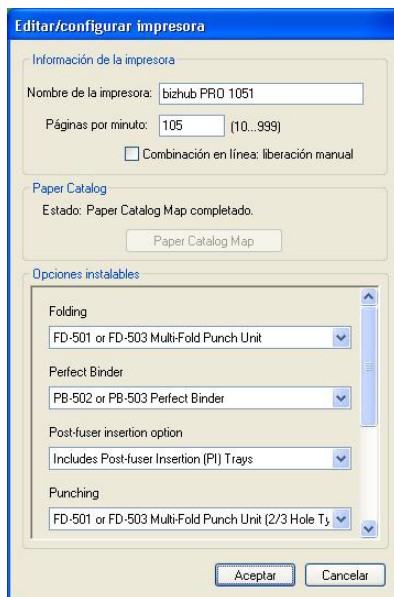 Editar/configurar impresora
Información de la impresora
Nombre de la impresora: bizhub PRO 1051
Páginas por minuto: 105 (10...999)
Combinación en línea: liberación manual
Paper Catalog
Estado: Paper Catalog Map completado.
Paper Catalog Map
Opciones instalables
Folding
FD-501 or FD-503 Multi-Fold Punch Unit
Perfect Binder
PB-502 or PB-503 Perfect Binder
Post-fuser insertion option
Includes Post-fuser Insertion (PI) Trays
Punching
FD-501 or FD-503 Multi-Fold Punch Unit (2/3 Hole Ty
Aceptar Cancelar